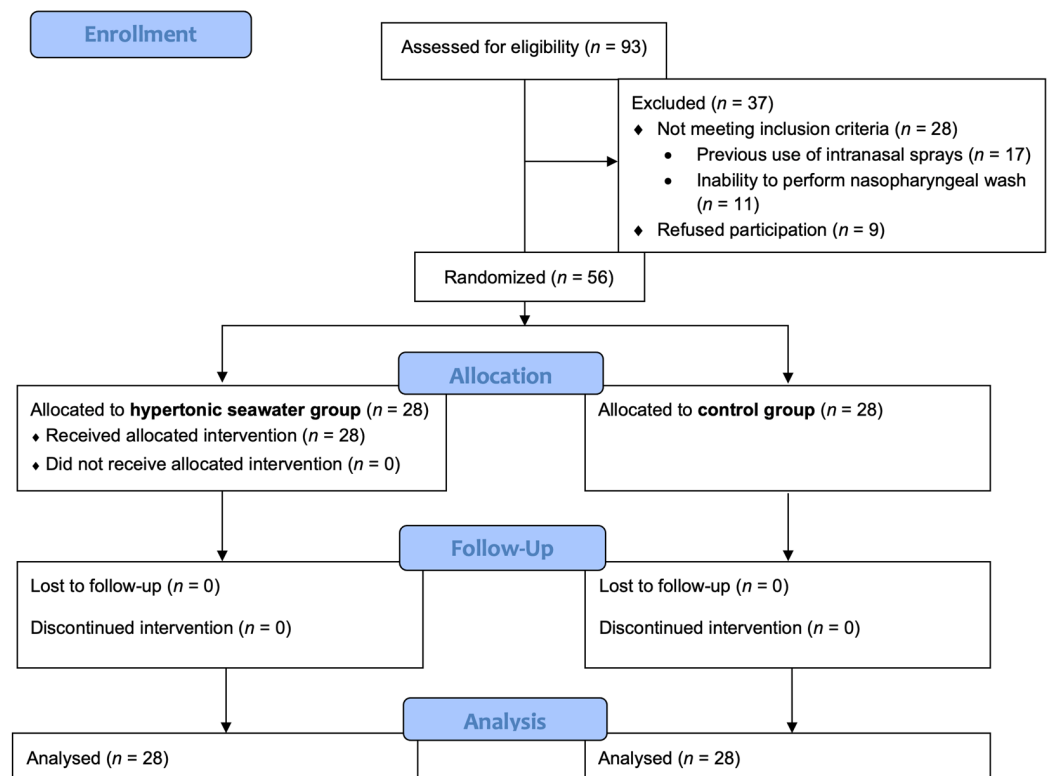 Enrollment
Assessed for eligibility (n = 93)
Excluded (n = 37)
♦ Not meeting inclusion criteria (n = 28)
• Previous use of intranasal sprays (n = 17)
• Inability to perform nasopharyngeal wash
(n = 11)
♦ Refused participation (n = 9)
Randomized (n = 56)
Allocation
Allocated to hypertonic seawater group (n = 28)
♦ Received allocated intervention (n = 28)
♦ Did not receive allocated intervention (n = 0)
Allocated to control group (n = 28)
Follow-Up
Lost to follow-up (n = 0)
Discontinued intervention (n = 0)
Lost to follow-up (n = 0)
Discontinued intervention (n = 0)
Analysis
Analysed (n = 28)
Analysed (n = 28)